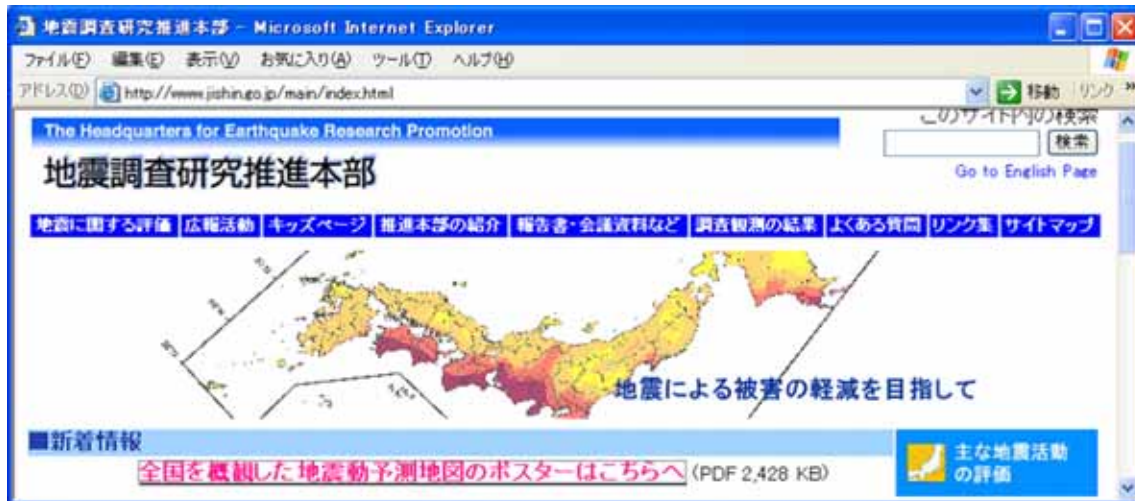 地震調査研究推進本部 - Microsoft Internet Explorer
ファイル(F) 編集(E) 表示(V) お気に入り(A) ツール(T) ヘルプ(H)
アドレス(D) http://www.jishin.go.jp/main/index.html 移動 リンク »
このサイト内の検索
The Headquarters for Earthquake Research Promotion
検索
地震調査研究推進本部
Go to English Page
地震に関する評価 広報活動 キッズページ 推進本部の紹介 報告書・会議資料など 調査観測の結果 よくある質問 リンク集 サイトマップ
地震による被害の軽減を目指して
■新着情報
主な地震活動
の評価
全国を概観した地震動予測地図のポスターはこちらへ (PDF 2,428 KB)